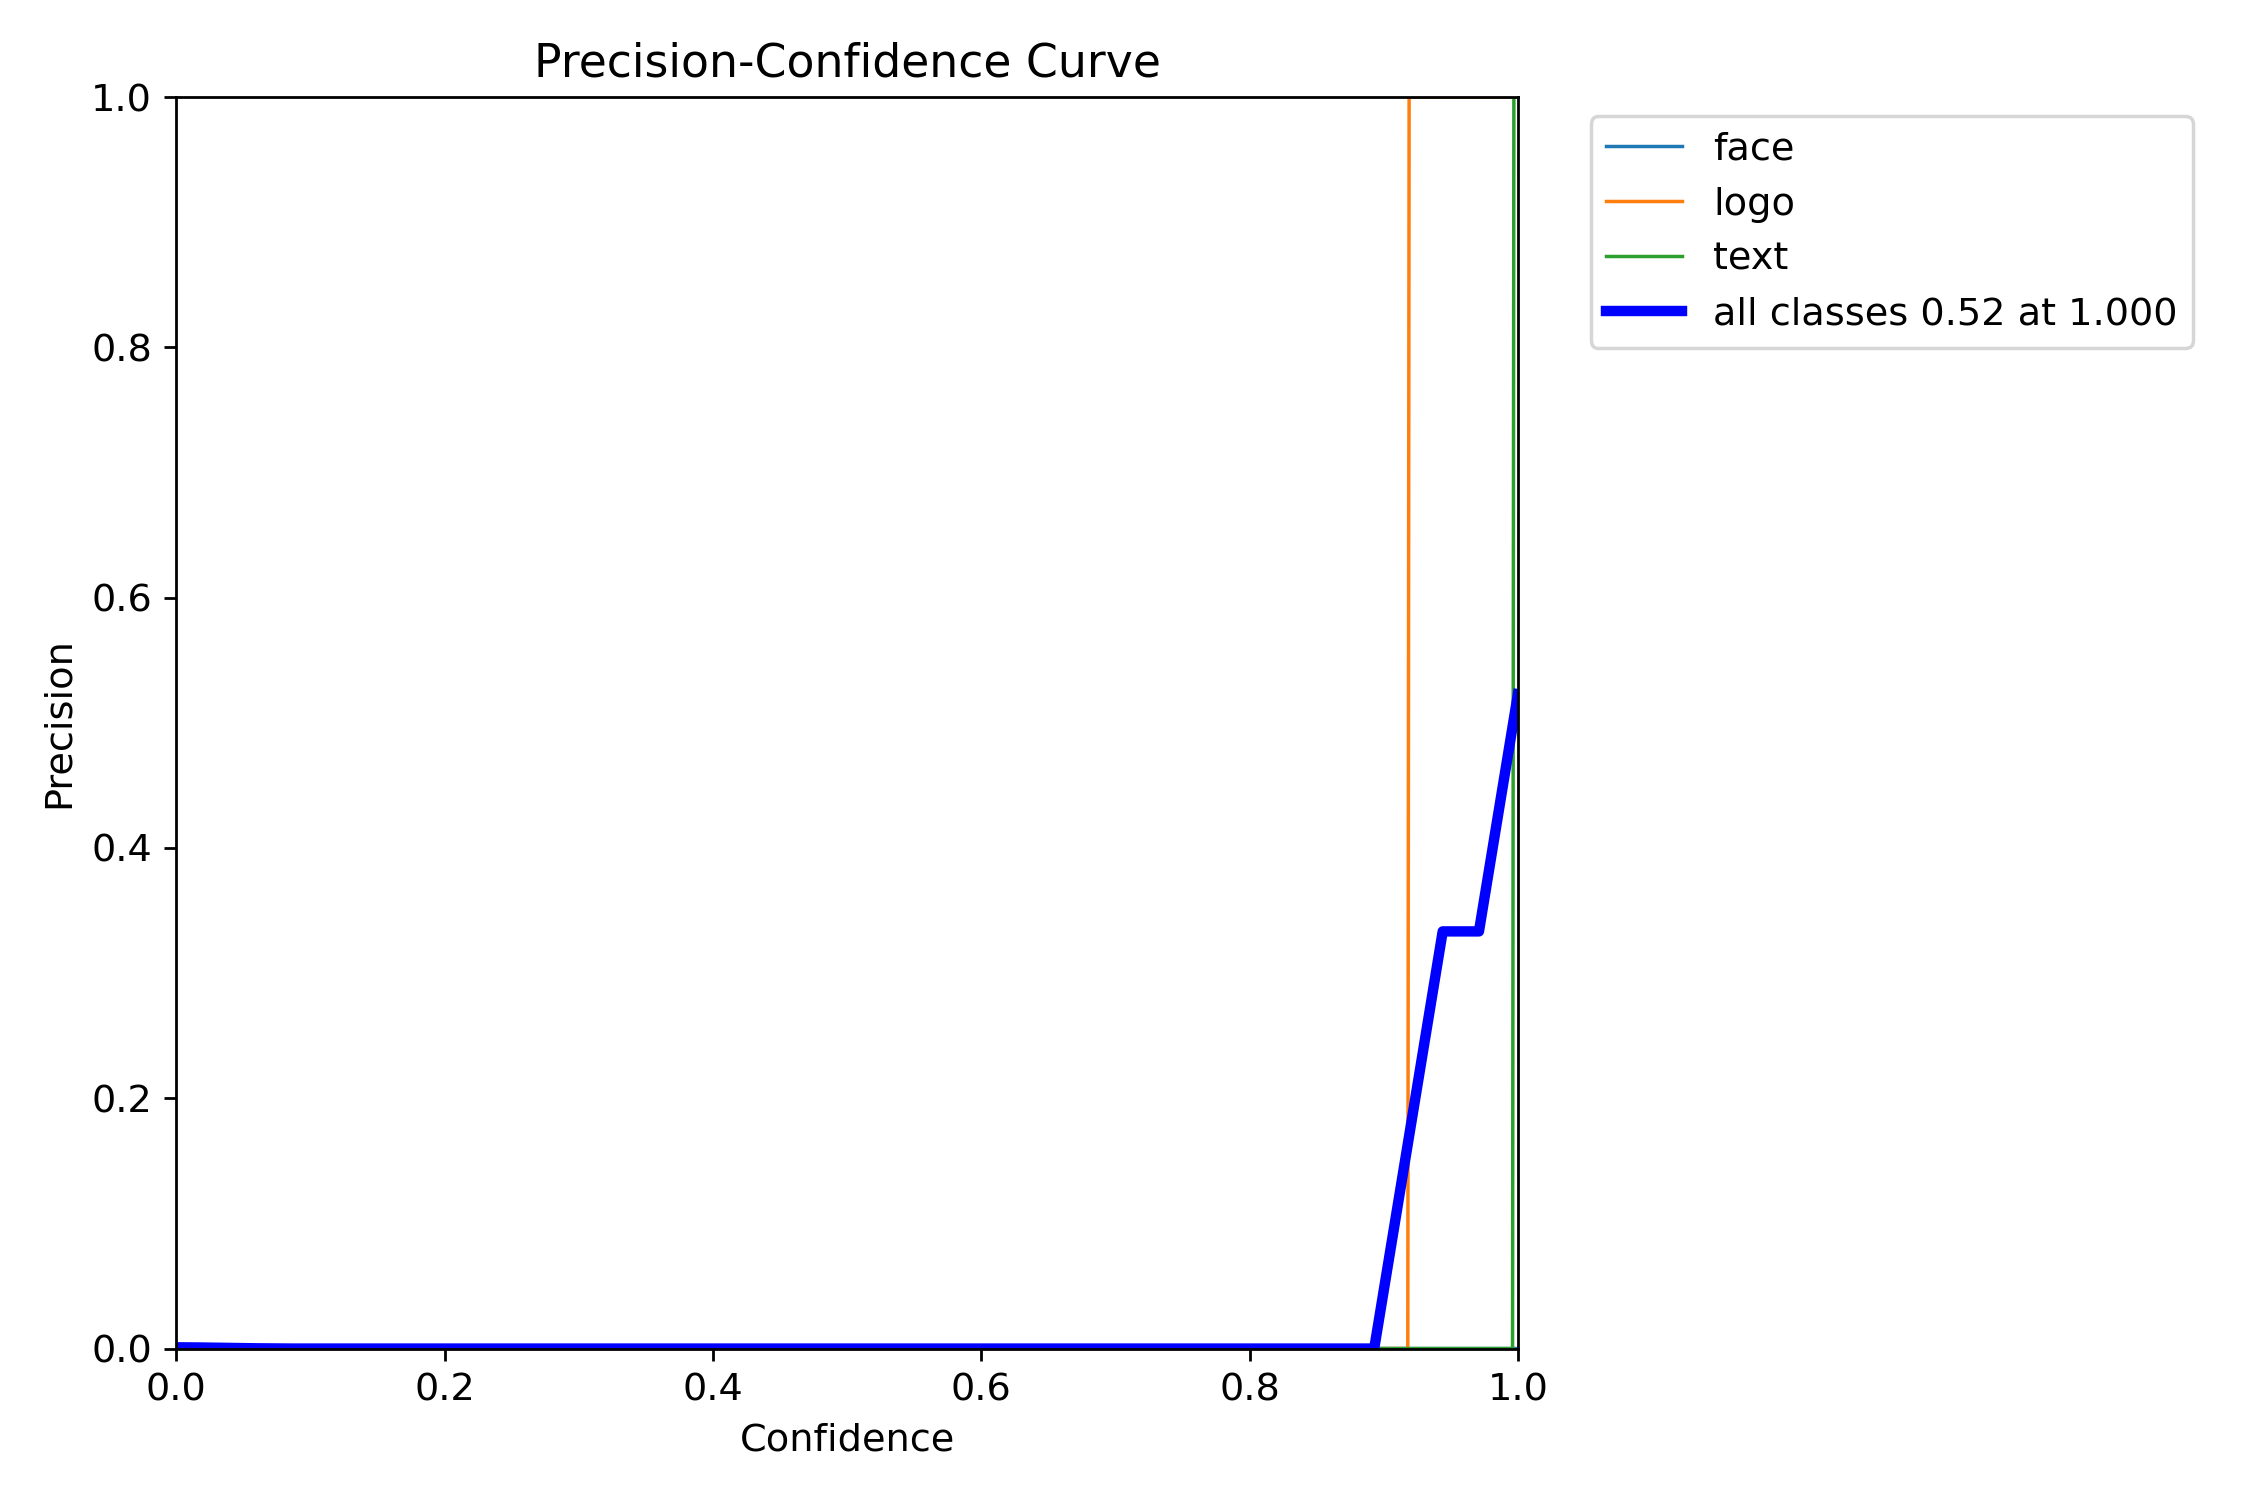 Precision-Confidence Curve
1.0
0.8
0.6
0.4
0.2
0.0
Precision
0.0 0.2 0.4 0.6 0.8 1.0
Confidence
face
logo
text
all classes 0.52 at 1.000